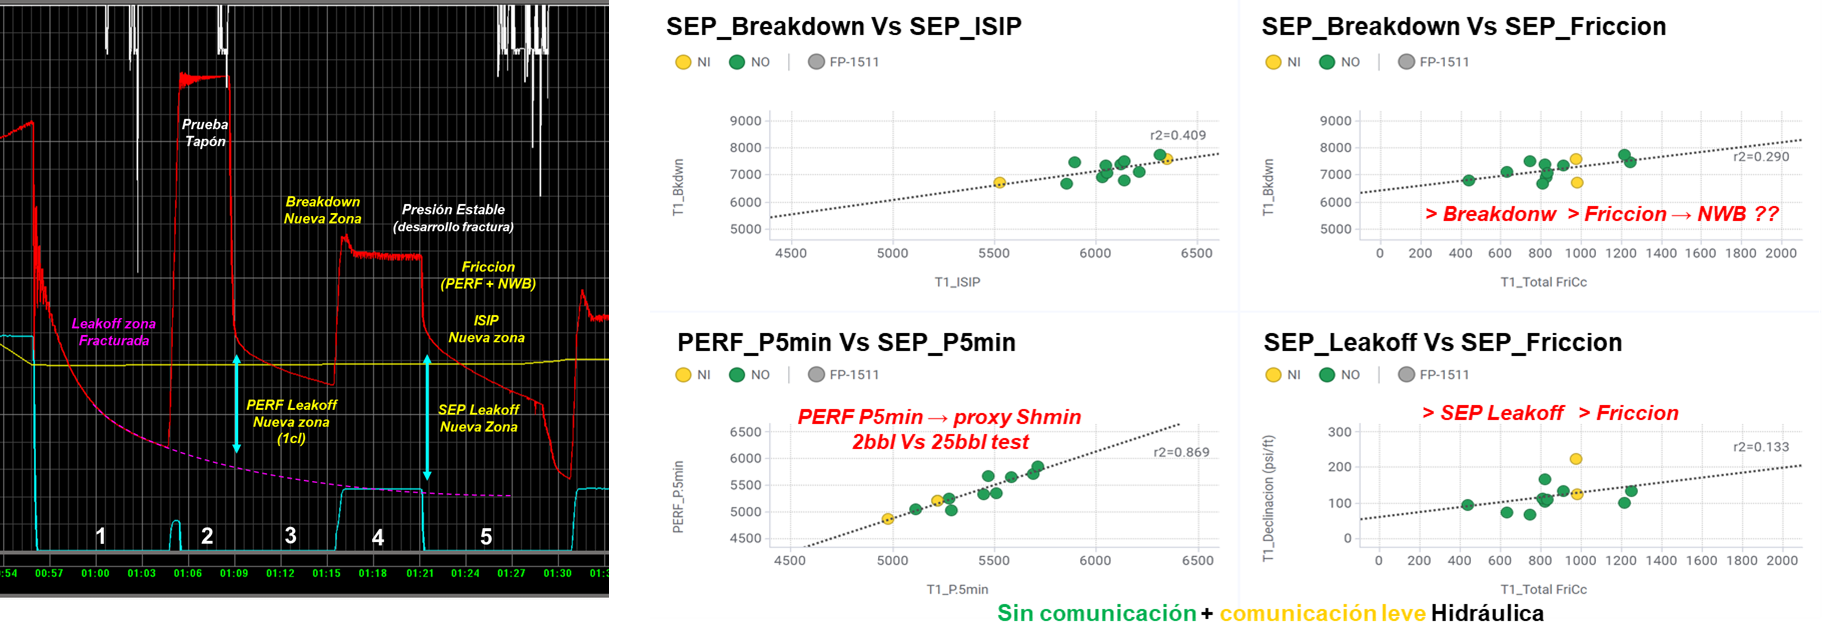 Prueba
Tapón
Breakdown
Nueva Zona
Presión Estable
(desarrollo fractura)
Friccion
(PERF + NWB)
ISIP
Nueva zona
Leakoff zona
Fracturada
PERF Leakoff
Nueva zona
(1cl)
SEP Leakoff
Nueva Zona
1 2 3 4 5
:54 00:57 01:00 01:03 01:06 01:09 01:12 01:15 01:18 01:21 01:24 01:27 01:30 01:3
SEP_Breakdown Vs SEP_ISIP
NI NO FP-1511
r2=0.409
9000
8000
7000
6000
5000
T1_Bkdwn
4500 5000 5500 6000 6500
T1_ISIP
SEP_Breakdown Vs SEP_Friccion
NI NO FP-1511
r2=0.290
9000
8000
7000
6000
5000
T1_Bkdwn
> Breakdonw > Friccion → NWB ??
0 200 400 600 800 1000 1200 1400 1600 1800 2000
T1_Total FriCc
PERF_P5min Vs SEP_P5min
NI NO FP-1511
PERF P5min → proxy Shmin
2bbl Vs 25bbl test
r2=0.869
6500
6000
5500
5000
4500
PERF_P.5min
4500 5000 5500 6000 6500
T1_P.5min
SEP_Leakoff Vs SEP_Friccion
NI NO FP-1511
> SEP Leakoff > Friccion
r2=0.133
300
200
100
0
T1_Declinacion (psi/ft)
0 200 400 600 800 1000 1200 1400 1600 1800 2000
T1_Total FriCc
Sin comunicación + comunicación leve Hidráulica